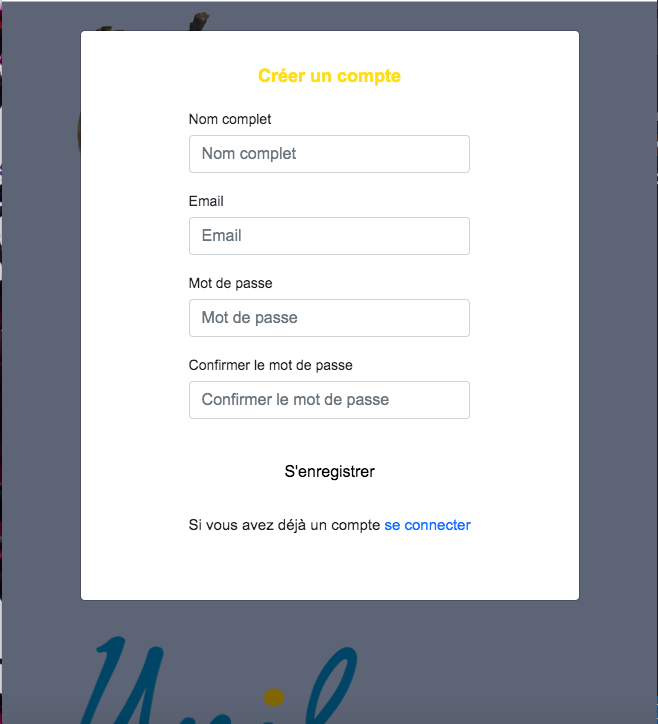 Créer un compte
Nom complet
Nom complet
Email
Email
Mot de passe
Mot de passe
Confirmer le mot de passe
Confirmer le mot de passe
S'enregistrer
Si vous avez déjà un compte se connecter